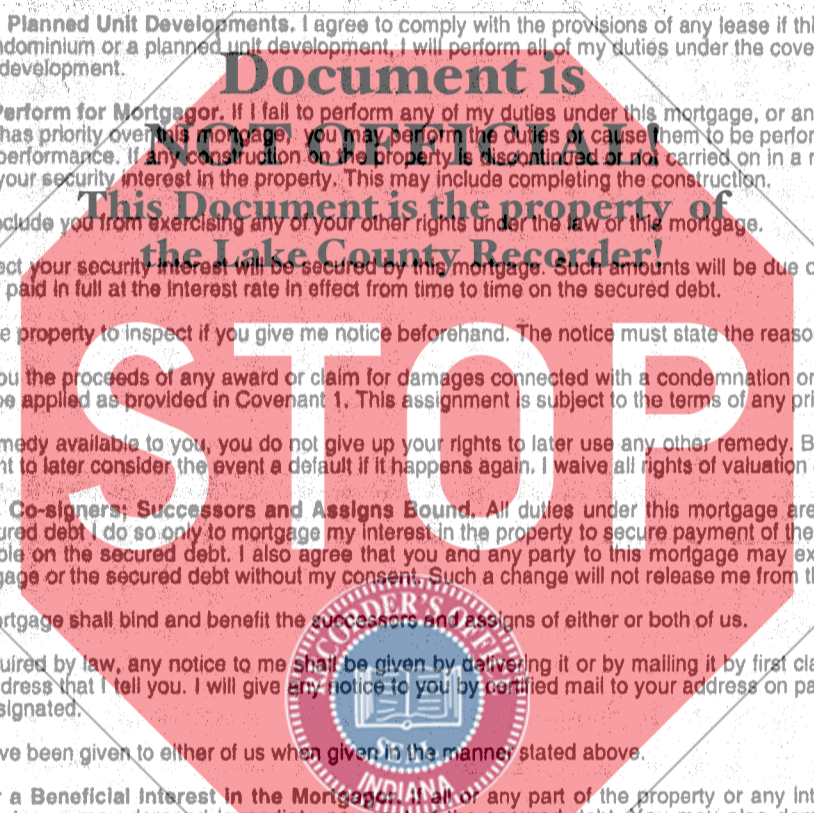 Planned Unit Developments. I agree to comply with the provisions of any lease if thi
ndominium or a planned unit development, I will perform all of my duties under the cove
development.
Document is
Perform for Mortgagor. If I fail to perform any of my duties under this mortgage, or an
NOT OFFICIAL!
has priority over this mortgage, you may perform the duties or cause them to be perfor
performance. If any construction on the property is discontinued or not carried on in a r
your security interest in the property. This may include completing the construction.
This Document is the property of
eclude you from exercising any of your other rights under the law or this mortgage.
the Lake County Recorder!
ect your security interest will be secured by this mortgage. Such amounts will be due o
paid in full at the interest rate in effect from time to time on the secured debt.
e property to inspect if you give me notice beforehand. The notice must state the reaso
STOP
ou the proceeds of any award or claim for damages connected with a condemnation or
be applied as provided in Covenant 1. This assignment is subject to the terms of any pri
medy available to you, you do not give up your rights to later use any other remedy. B
nt to later consider the event a default if it happens again. I waive all rights of valuation
Co-signers; Successors and Assigns Bound. All duties under this mortgage are
ured debt I do so only to mortgage my interest in the property to secure payment of the
ble on the secured debt. I also agree that you and any party to this mortgage may ex
gage or the secured debt without my consent. Such a change will not release me from th
RECORDER'S OFFICE
ortgage shall bind and benefit the successors and assigns of either or both of us.
uired by law, any notice to me shall be given by delivering it or by mailing it by first cla
dress that I tell you. I will give any notice to you by certified mail to your address on pa
signated.
SEAL
ve been given to either of us when given in the manner stated above.
INDIANA
r a Beneficial Interest in the Mortgagor. If all or any part of the property or any int